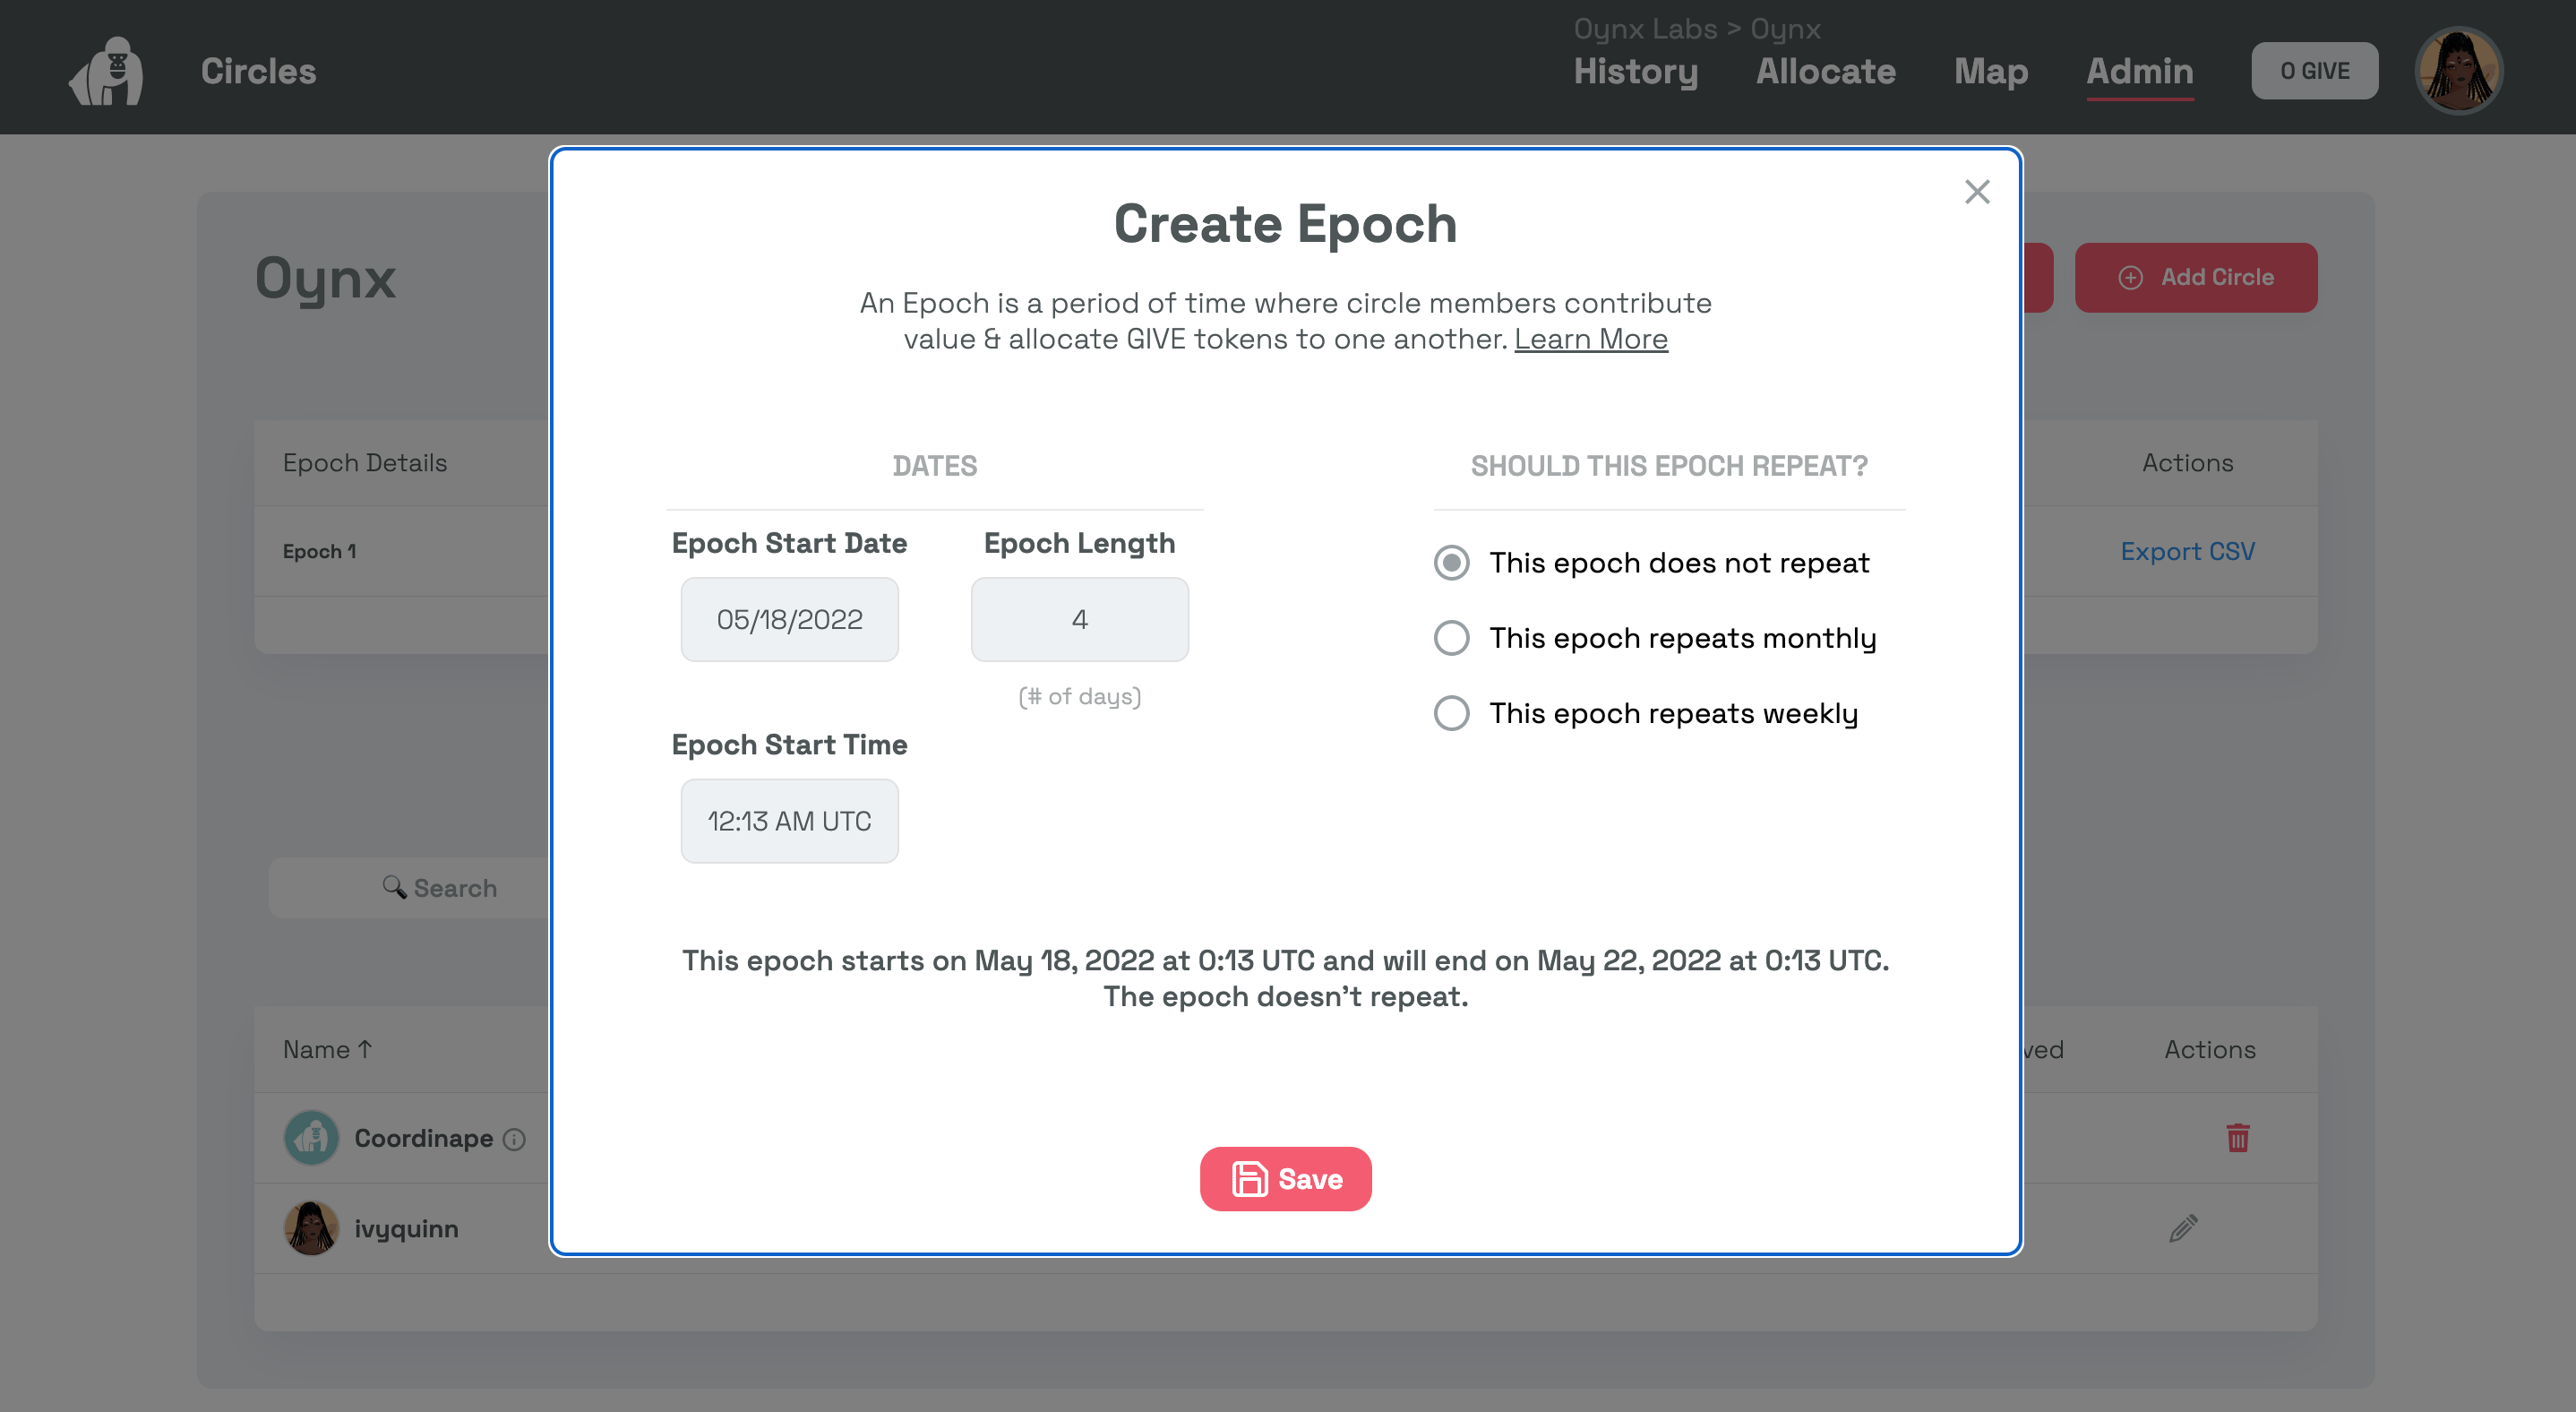 Circles
Oynx Labs > Oynx
History
Allocate
Map
Admin
0 GIVE
Oynx
Add Circle
Create Epoch
An Epoch is a period of time where circle members contribute
value & allocate GIVE tokens to one another. Learn More
DATES
Epoch Start Date
Epoch Length
05/18/2022
4
(# of days)
Epoch Start Time
12:13 AM UTC
SHOULD THIS EPOCH REPEAT?
This epoch does not repeat
This epoch repeats monthly
This epoch repeats weekly
This epoch starts on May 18, 2022 at 0:13 UTC and will end on May 22, 2022 at 0:13 UTC.
The epoch doesn't repeat.
Save
Epoch Details
Actions
Epoch 1
Export CSV
🔍 Search
Name ↑
Actions
Coordinape
ivyquinn